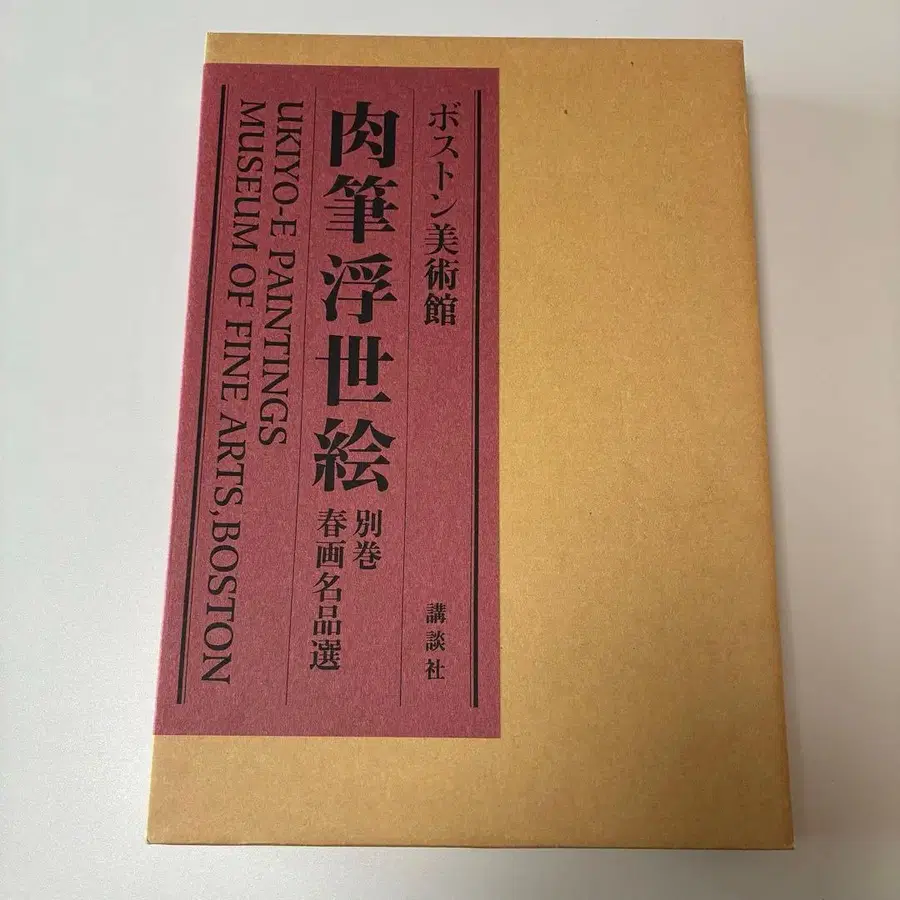 ボストン美術館
講談社
肉筆浮世絵
別巻
春画名品選
UKIYO-E PAINTINGS
MUSEUM OF FINE ARTS, BOSTON